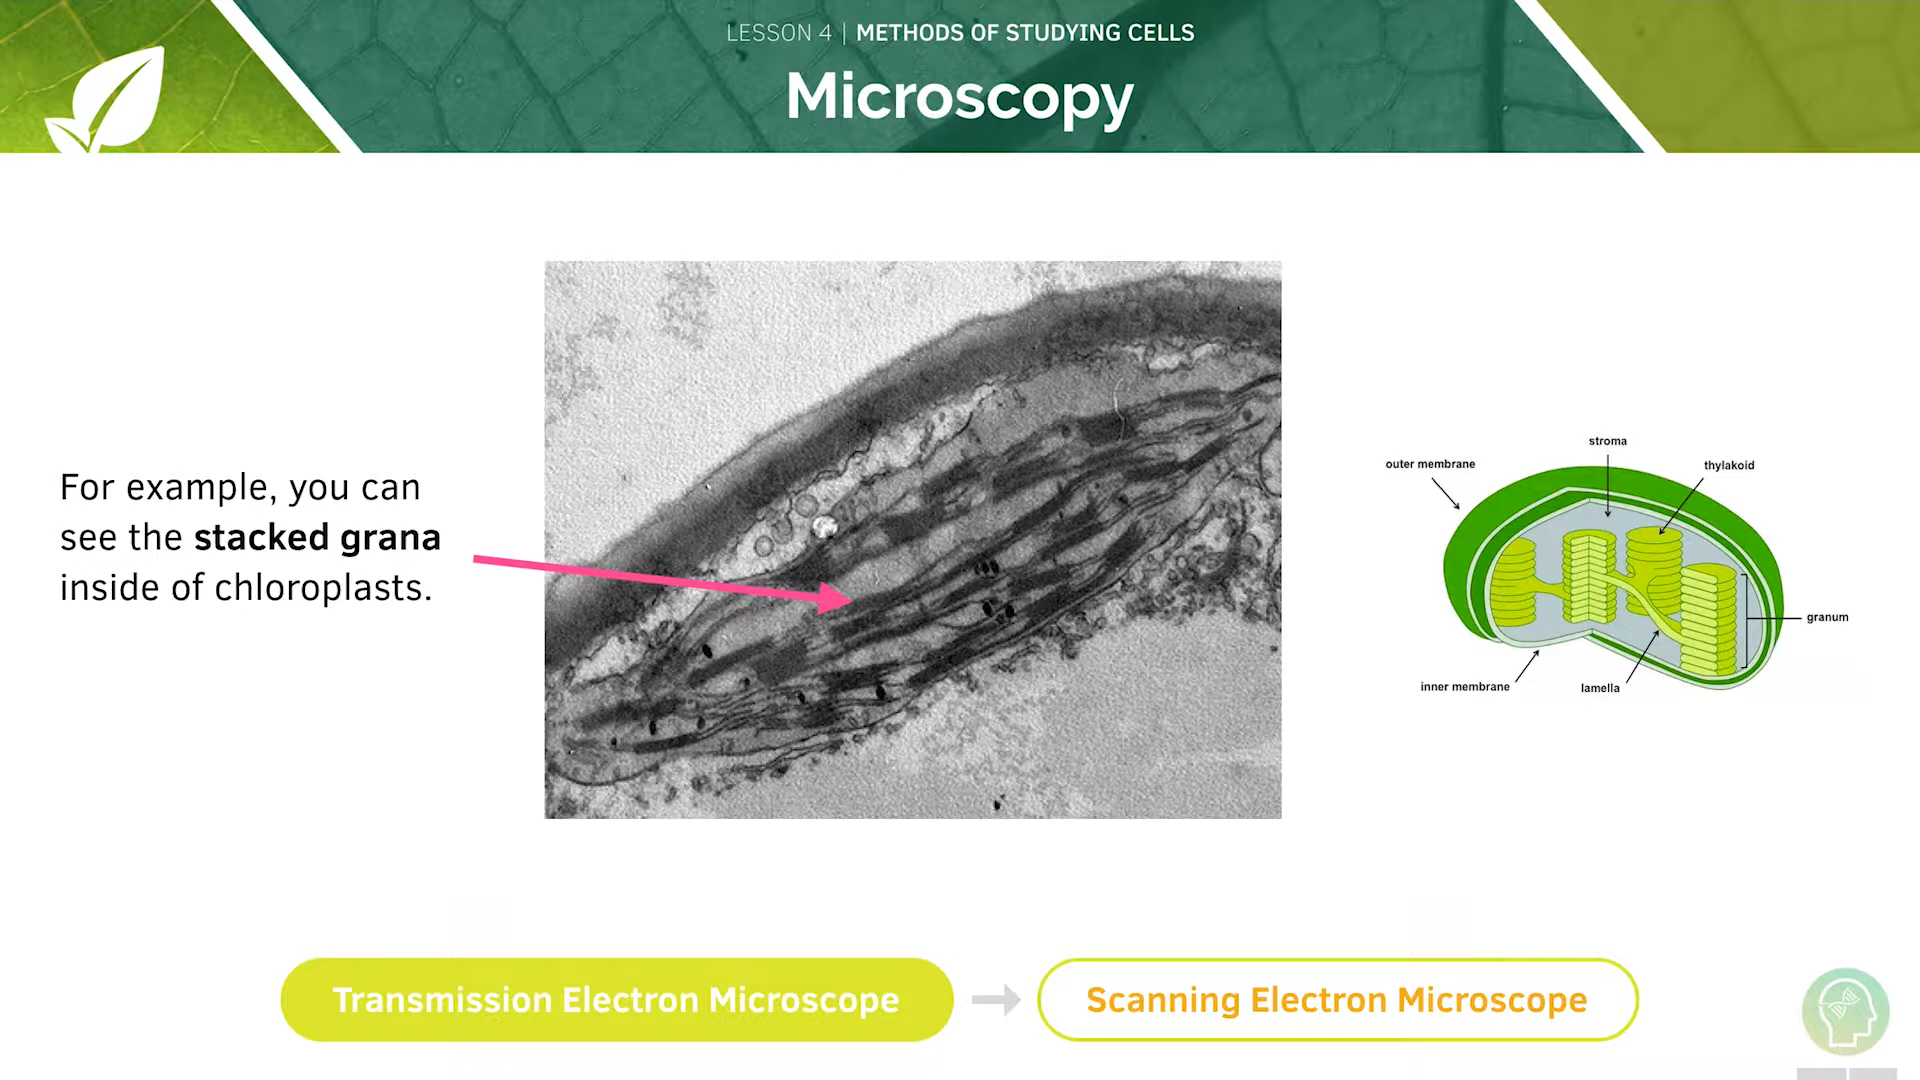 LESSON 4 | METHODS OF STUDYING CELLS
Microscopy
For example, you can
see the stacked grana
inside of chloroplasts.
stroma
outer membrane
thylakoid
granum
inner membrane
lamella
Transmission Electron Microscope
Scanning Electron Microscope